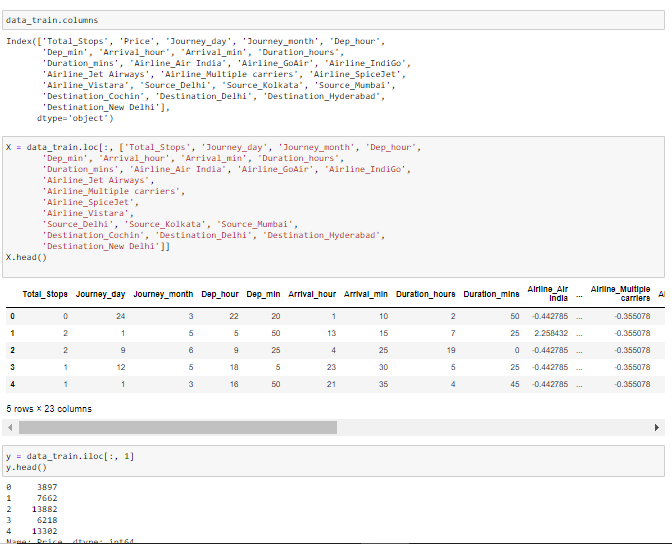 data_train.columns
Index(['Total_Stops', 'Price', 'Journey_day', 'Journey_month', 'Dep_hour',
'Dep_min', 'Arrival_hour', 'Arrival_min', 'Duration_hours',
'Duration_mins', 'Airline_Air India', 'Airline_GoAir', 'Airline_IndiGo',
'Airline_Jet Airways', 'Airline_Multiple carriers', 'Airline_SpiceJet',
'Airline_Vistara', 'Source_Delhi', 'Source_Kolkata', 'Source_Mumbai',
'Destination_Cochin', 'Destination_Delhi', 'Destination_Hyderabad',
'Destination_New Delhi'],
dtype='object')
X = data_train.loc[:, ['Total_Stops', 'Journey_day', 'Journey_month', 'Dep_hour',
'Dep_min', 'Arrival_hour', 'Arrival_min', 'Duration_hours',
'Duration_mins', 'Airline_Air India', 'Airline_GoAir', 'Airline_IndiGo',
'Airline_Jet Airways',
'Airline_Multiple carriers',
'Airline_SpiceJet',
'Airline_Vistara',
'Source_Delhi', 'Source_Kolkata', 'Source_Mumbai',
'Destination_Cochin', 'Destination_Delhi', 'Destination_Hyderabad',
'Destination_New Delhi']]
X.head()
Total_Stops Journey_day Journey_month Dep_hour Dep_min Arrival_hour Arrival_min Duration_hours Duration_mins Airline_Air India ... Airline_Multiple carriers
0 0 24 3 22 20 1 10 2 50 -0.442785 ... -0.355078
1 2 1 5 5 50 13 15 7 25 2.258432 ... -0.355078
2 2 9 6 9 25 4 25 19 0 -0.442785 ... -0.355078
3 1 12 5 18 5 23 30 5 25 -0.442785 ... -0.355078
4 1 1 3 16 50 21 35 4 45 -0.442785 ... -0.355078
5 rows × 23 columns
y = data_train.iloc[:, 1]
y.head()
0 3897
1 7662
2 13882
3 6218
4 13302
Name: Price, dtype: int64